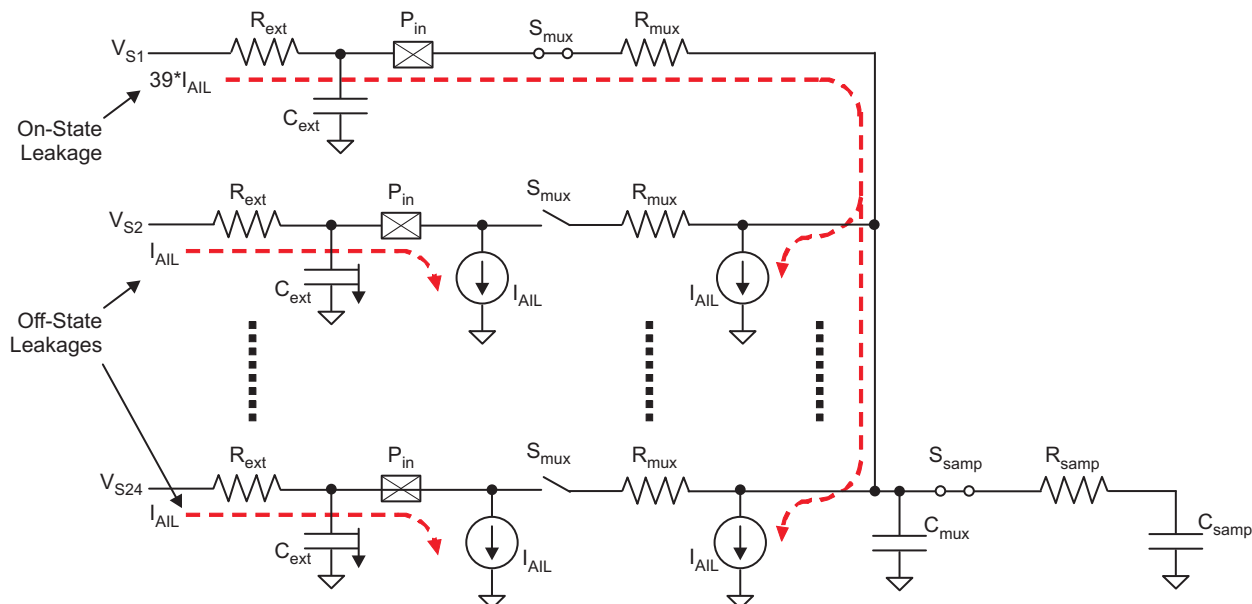 R_ext P_in S_mux R_mux
V_S1
39*I_AIL
C_ext
On-State
Leakage
R_ext P_in S_mux R_mux
V_S2
I_AIL
C_ext I_AIL I_AIL
Off-State
Leakages
R_ext P_in S_mux R_mux S_samp R_samp
V_S24
I_AIL
C_ext I_AIL I_AIL C_mux C_samp